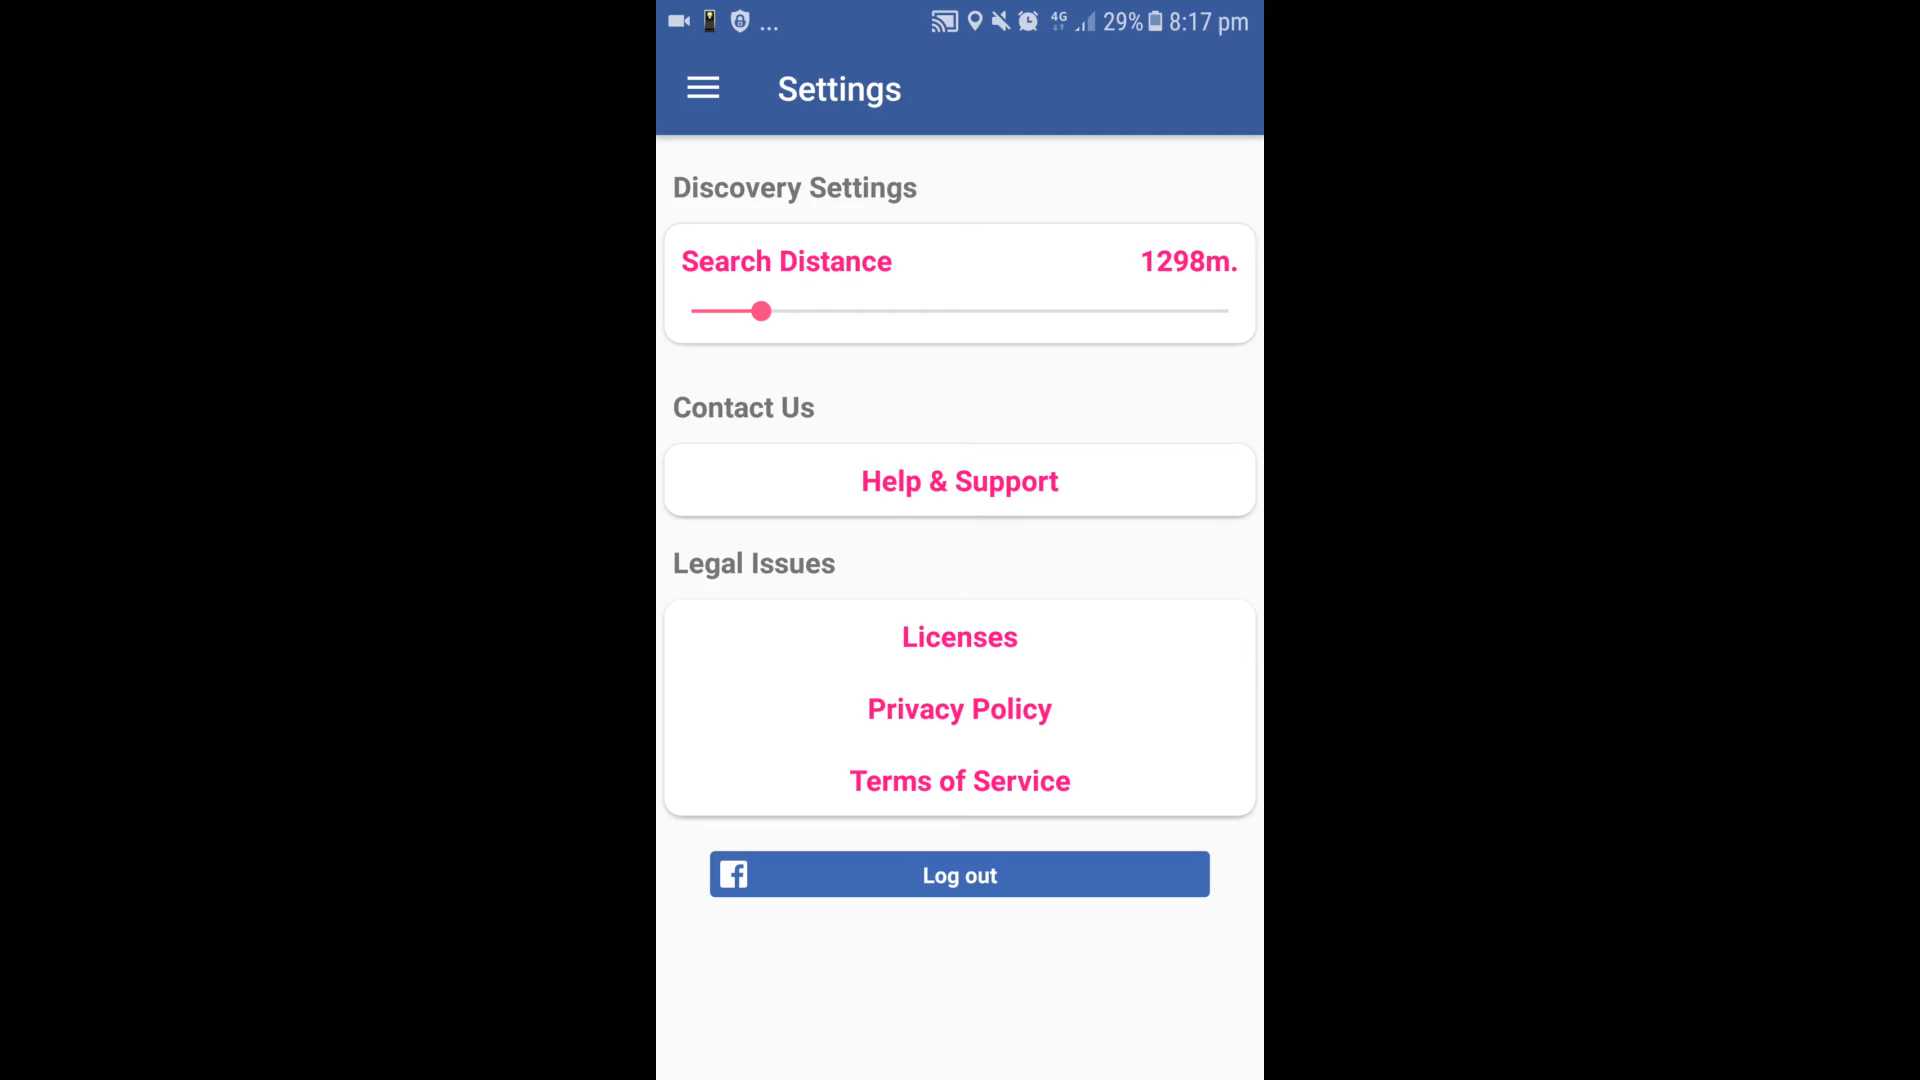 ... 4G 29% 8:17 pm
Settings
Discovery Settings
Search Distance 1298m.
Contact Us
Help & Support
Legal Issues
Licenses
Privacy Policy
Terms of Service
Log out